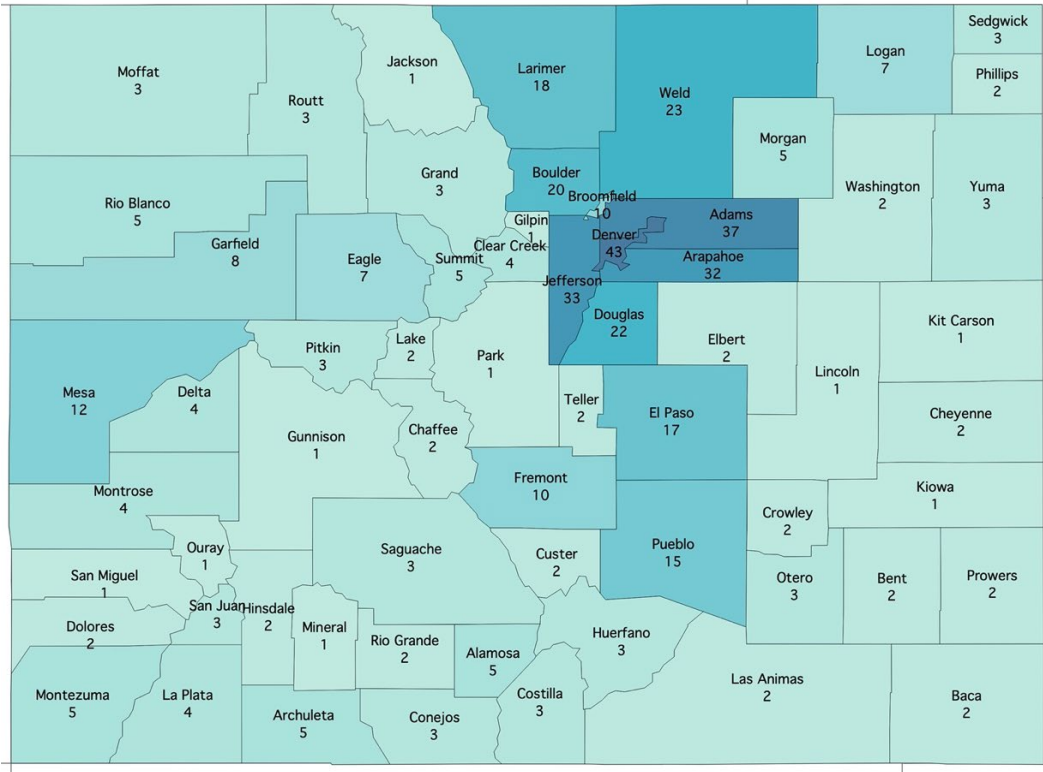 Sedgwick
3
Jackson
1
Logan
7
Moffat
3
Larimer
18
Phillips
2
Weld
23
Routt
3
Morgan
5
Grand
3
Boulder
20
Washington
2
Yuma
3
Broomfield
10
Rio Blanco
5
Gilpin
1
Adams
37
Denver
43
Garfield
8
Clear Creek
4
Eagle
7
Summit
5
Arapahoe
32
Jefferson
33
Douglas
22
Kit Carson
1
Lake
2
Elbert
2
Pitkin
3
Park
1
Lincoln
1
Mesa
12
Delta
4
Teller
2
El Paso
17
Cheyenne
2
Chaffee
2
Gunnison
1
Fremont
10
Kiowa
1
Montrose
4
Crowley
2
Ouray
1
Saguache
3
Pueblo
15
Custer
2
San Miguel
1
Otero
3
Bent
2
Prowers
2
San Juan
3
Hinsdale
2
Dolores
2
Mineral
1
Rio Grande
2
Huerfano
3
Alamosa
5
Las Animas
2
Montezuma
5
La Plata
4
Costilla
3
Baca
2
Archuleta
5
Conejos
3